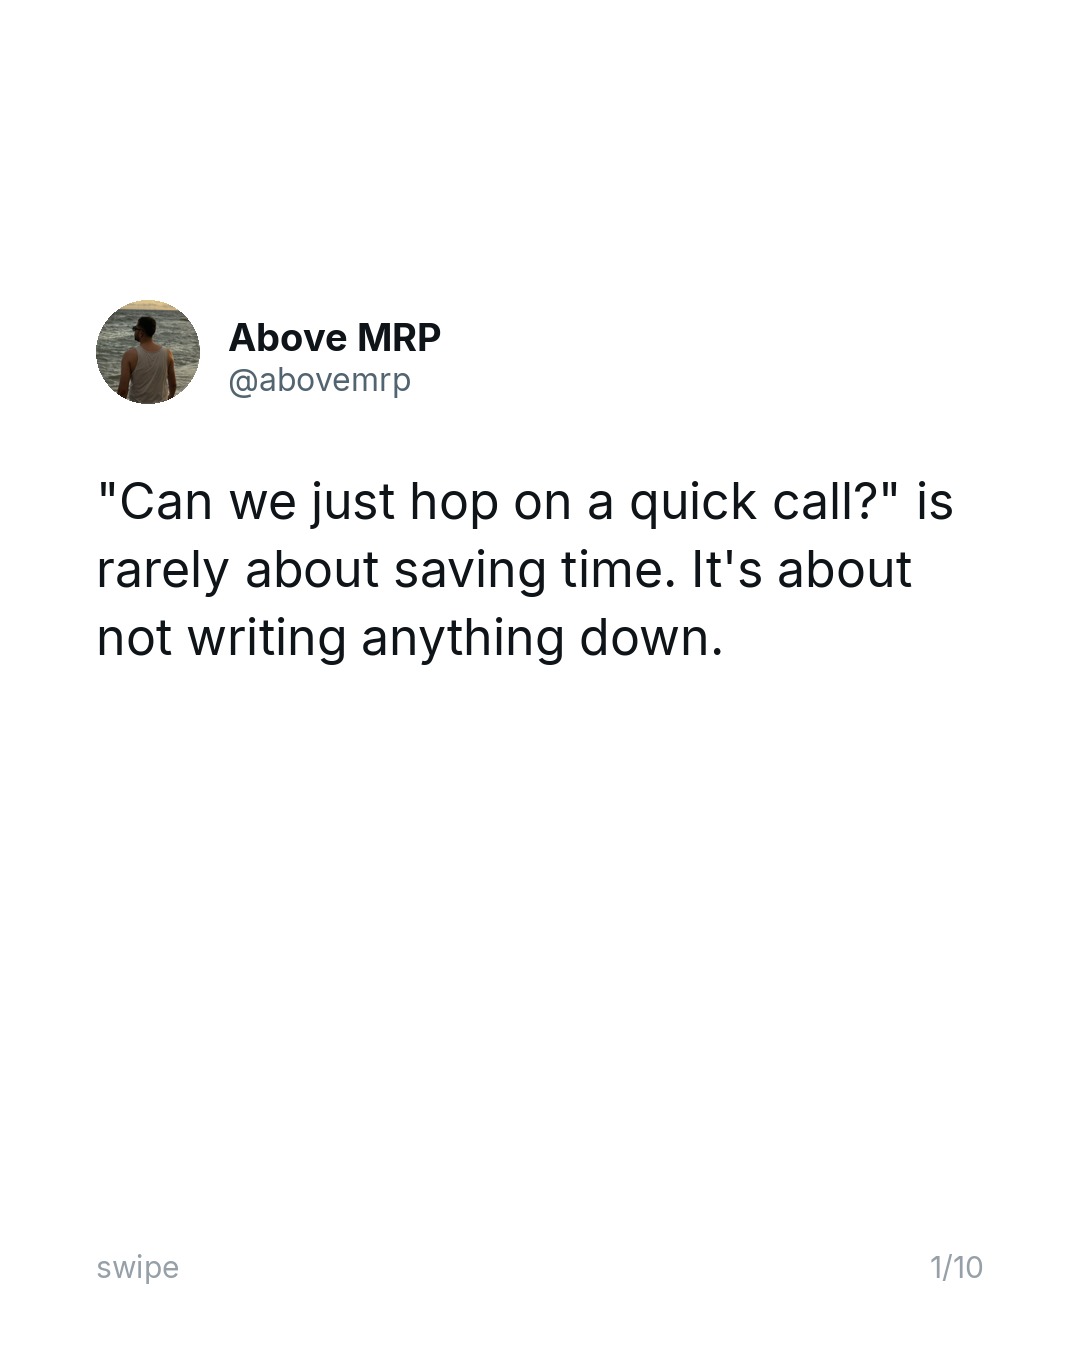 Above MRP
@abovemrp
"Can we just hop on a quick call?" is
rarely about saving time. It's about
not writing anything down.
swipe
1/10